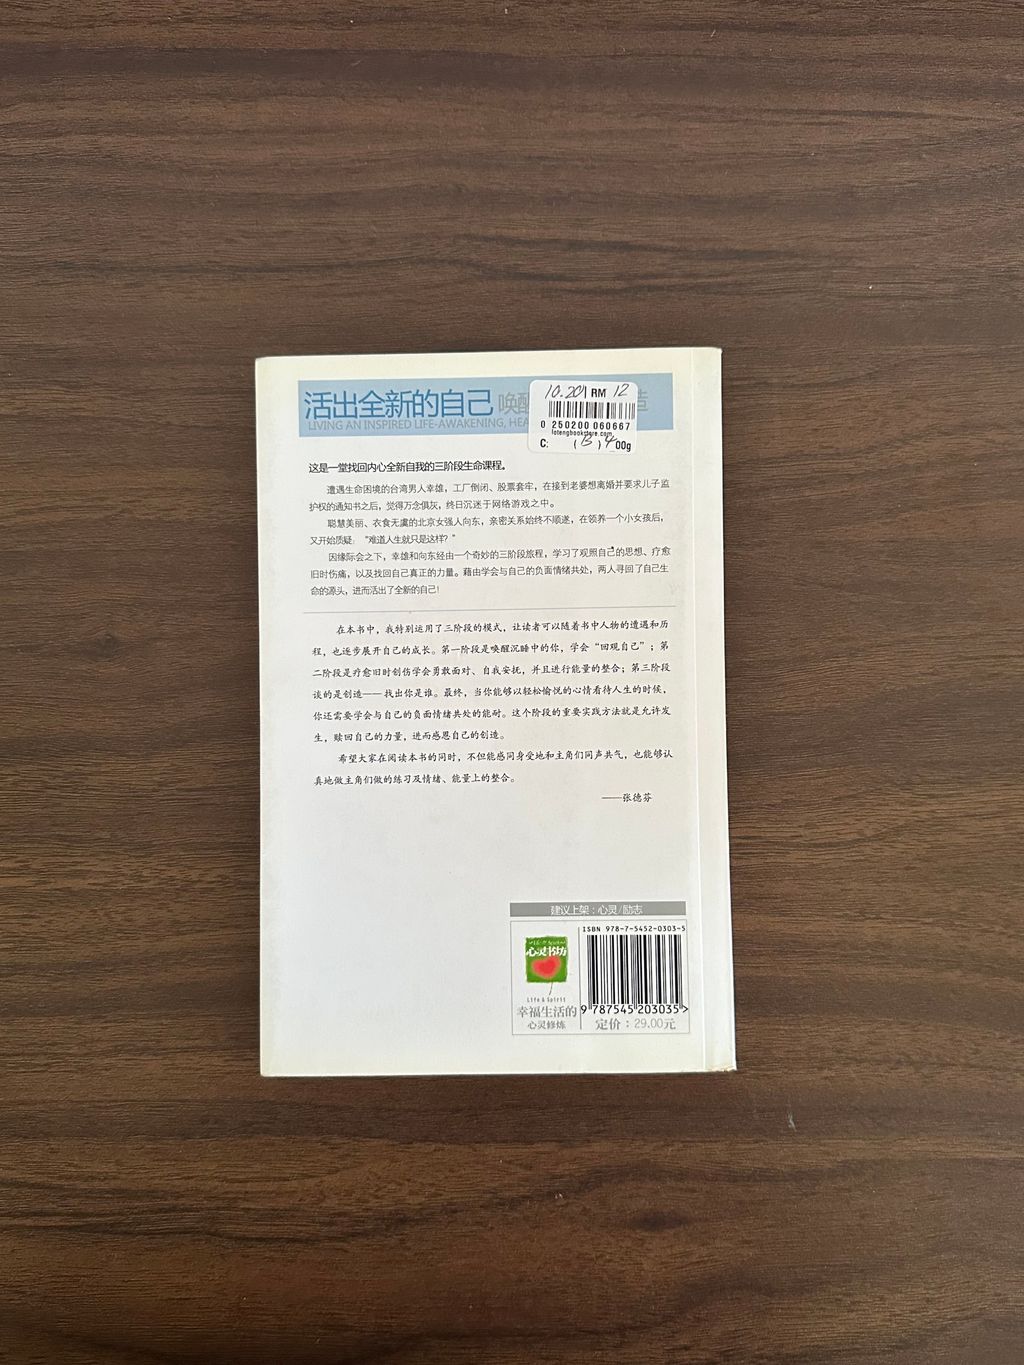 活出全新的自己 唤醒 造
LIVING AN INSPIRED LIFE-AWAKENING, HEA
10.20 RM 12
0 250200 060667
lotengbookstore.com
C: (B) 4 00g
这是一堂找回内心全新自我的三阶段生命课程。
遭遇生命困境的台湾男人幸雄，工厂倒闭、股票套牢，在接到老婆想离婚并要求儿子监
护权的通知书之后，觉得万念俱灰，终日沉迷于网络游戏之中。
聪慧美丽、衣食无虞的北京女强人向东，亲密关系始终不顺遂，在领养一个小女孩后，
又开始质疑：“难道人生就只是这样？”
因缘际会之下，幸雄和向东经由一个奇妙的三阶段旅程，学习了观照自己的思想、疗愈
旧时伤痛，以及找回自己真正的力量。藉由学会与自己的负面情绪共处，两人寻回了自己生
命的源头，进而活出了全新的自己！
在本书中，我特别运用了三阶段的模式，让读者可以随着书中人物的遭遇和历
程，也逐步展开自己的成长。第一阶段是唤醒沉睡中的你，学会“回观自己”；第
二阶段是疗愈旧时创伤学会勇敢面对、自我安抚，并且进行能量的整合；第三阶段
谈的是创造——找出你是谁。最终，当你能够以轻松愉悦的心情看待人生的时候，
你还需要学会与自己的负面情绪共处的能耐。这个阶段的重要实践方法就是允许发
生，赎回自己的力量，进而感恩自己的创造。
希望大家在阅读本书的同时，不但能感同身受地和主角们同声共气，也能够认
真地做主角们做的练习及情绪、能量上的整合。
——张德芬
建议上架：心灵/励志
ISBN 978-7-5452-0303-5
心灵书坊
Life & Spirit
幸福生活的
心灵修炼
9 787545 203035 >
定价：29.00元